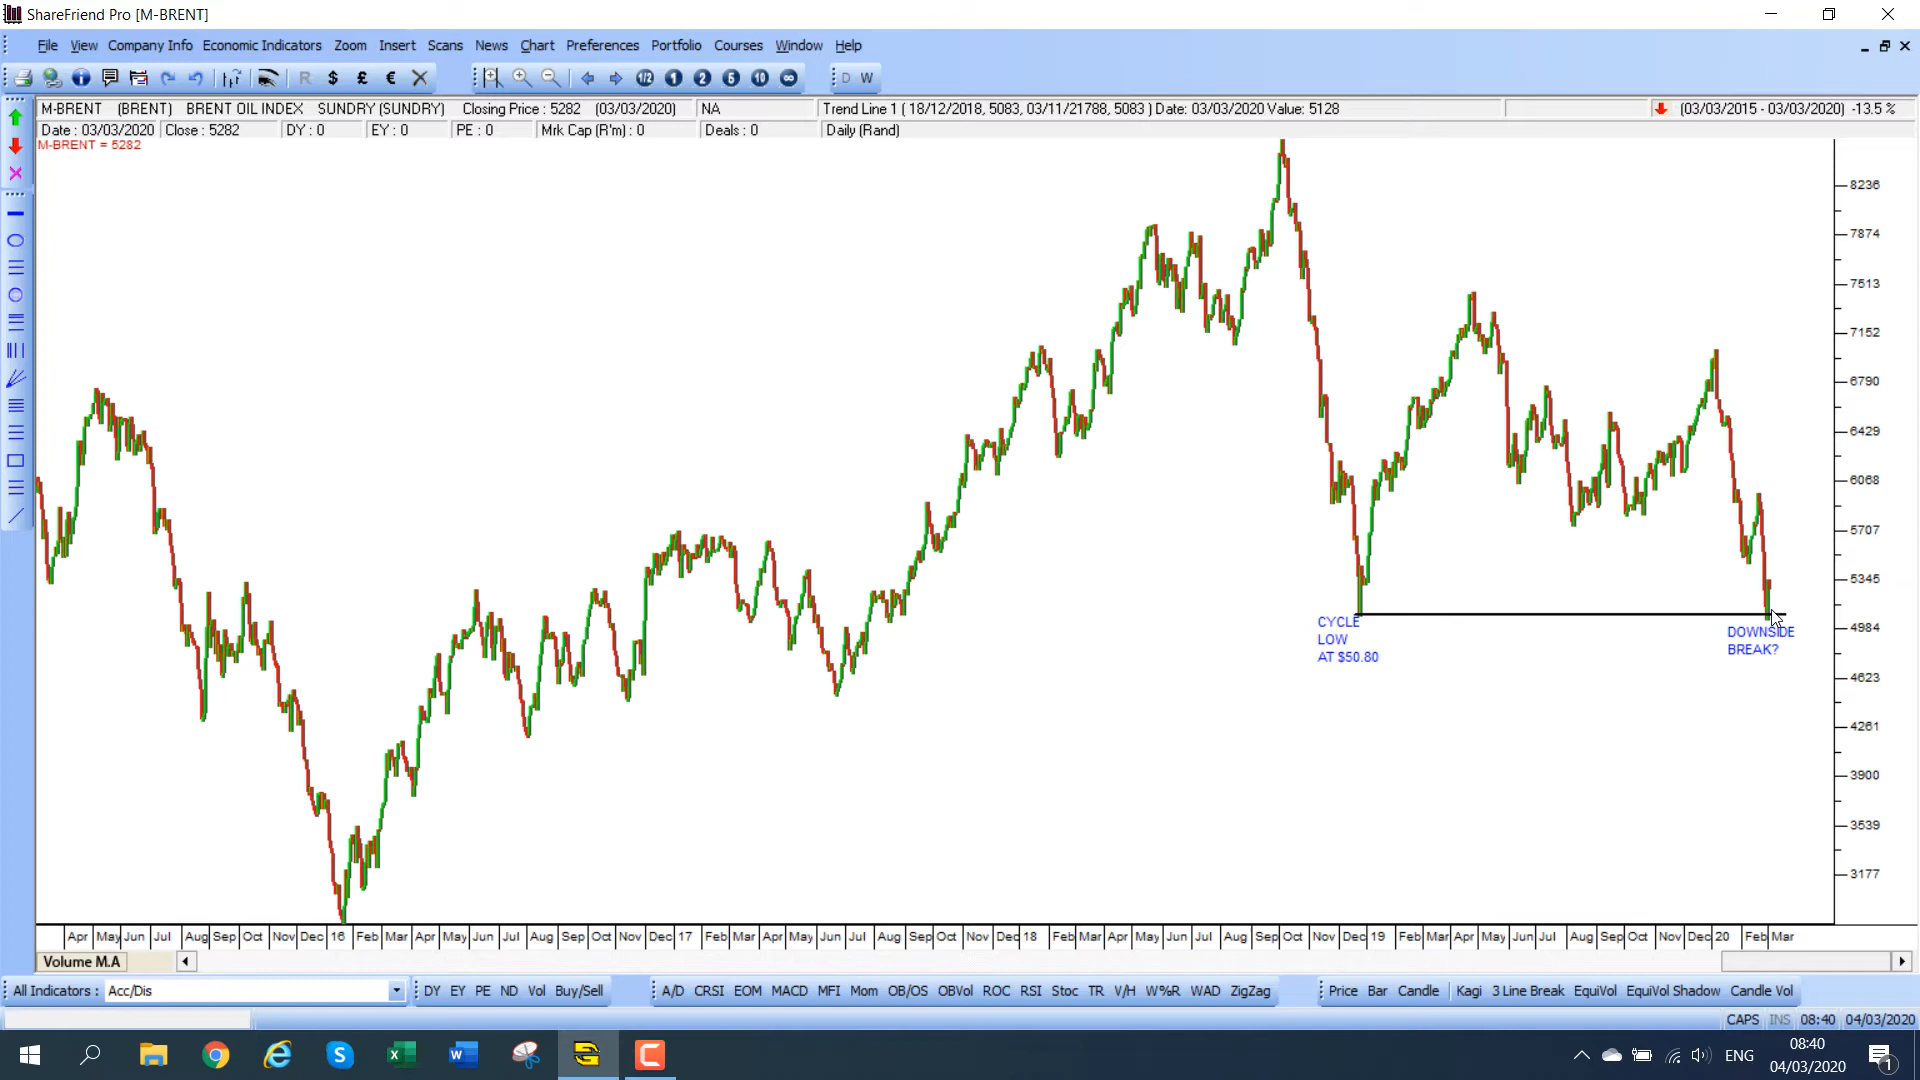 ShareFriend Pro [M-BRENT]
File View Company Info Economic Indicators Zoom Insert Scans News Chart Preferences Portfolio Courses Window Help
R $ £ € 1/2 1 2 5 10 ∞ D W
M-BRENT (BRENT) BRENT OIL INDEX SUNDRY (SUNDRY) Closing Price : 5282 (03/03/2020) NA Trend Line 1 ( 18/12/2018, 5083, 03/11/21788, 5083 ) Date: 03/03/2020 Value: 5128 (03/03/2015 - 03/03/2020) -13.5 %
Date : 03/03/2020 Close : 5282 DY : 0 EY : 0 PE : 0 Mrk Cap (R'm) : 0 Deals : 0 Daily (Rand)
M-BRENT = 5282
8236
7874
7513
7152
6790
6429
6068
5707
5345
4984
4623
4261
3900
3539
3177
CYCLE
LOW
AT $50.80
DOWNSIDE
BREAK?
Apr May Jun Jul Aug Sep Oct Nov Dec 16 Feb Mar Apr May Jun Jul Aug Sep Oct Nov Dec 17 Feb Mar Apr May Jun Jul Aug Sep Oct Nov Dec 18 Feb Mar Apr May Jun Jul Aug Sep Oct Nov Dec 19 Feb Mar Apr May Jun Jul Aug Sep Oct Nov Dec 20 Feb Mar
Volume M.A
All Indicators : Acc/Dis DY EY PE ND Vol Buy/Sell A/D CRSI EOM MACD MFI Mom OB/OS OBVol ROC RSI Stoc TR V/H W%R WAD ZigZag Price Bar Candle Kagi 3 Line Break EquiVol EquiVol Shadow Candle Vol
CAPS INS 08:40 04/03/2020
ENG 08:40
04/03/2020
1